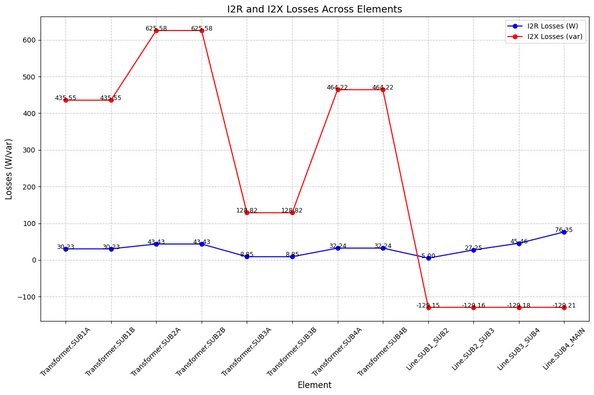 I2R and I2X Losses Across Elements
I2R Losses (W)
I2X Losses (var)
Losses (W/var)
600
500
400
300
200
100
0
−100
435.55
435.55
625.58
625.58
128.82
128.82
464.22
464.22
-129.15
-129.16
-129.18
-129.21
30.23
30.23
43.43
43.43
8.85
8.85
32.24
32.24
27.25
45.46
76.35
Transformer.SUB1A
Transformer.SUB1B
Transformer.SUB2A
Transformer.SUB2B
Transformer.SUB3A
Transformer.SUB3B
Transformer.SUB4A
Transformer.SUB4B
Line.SUB1_SUB2
Line.SUB2_SUB3
Line.SUB3_SUB4
Line.SUB4_MAIN
Element